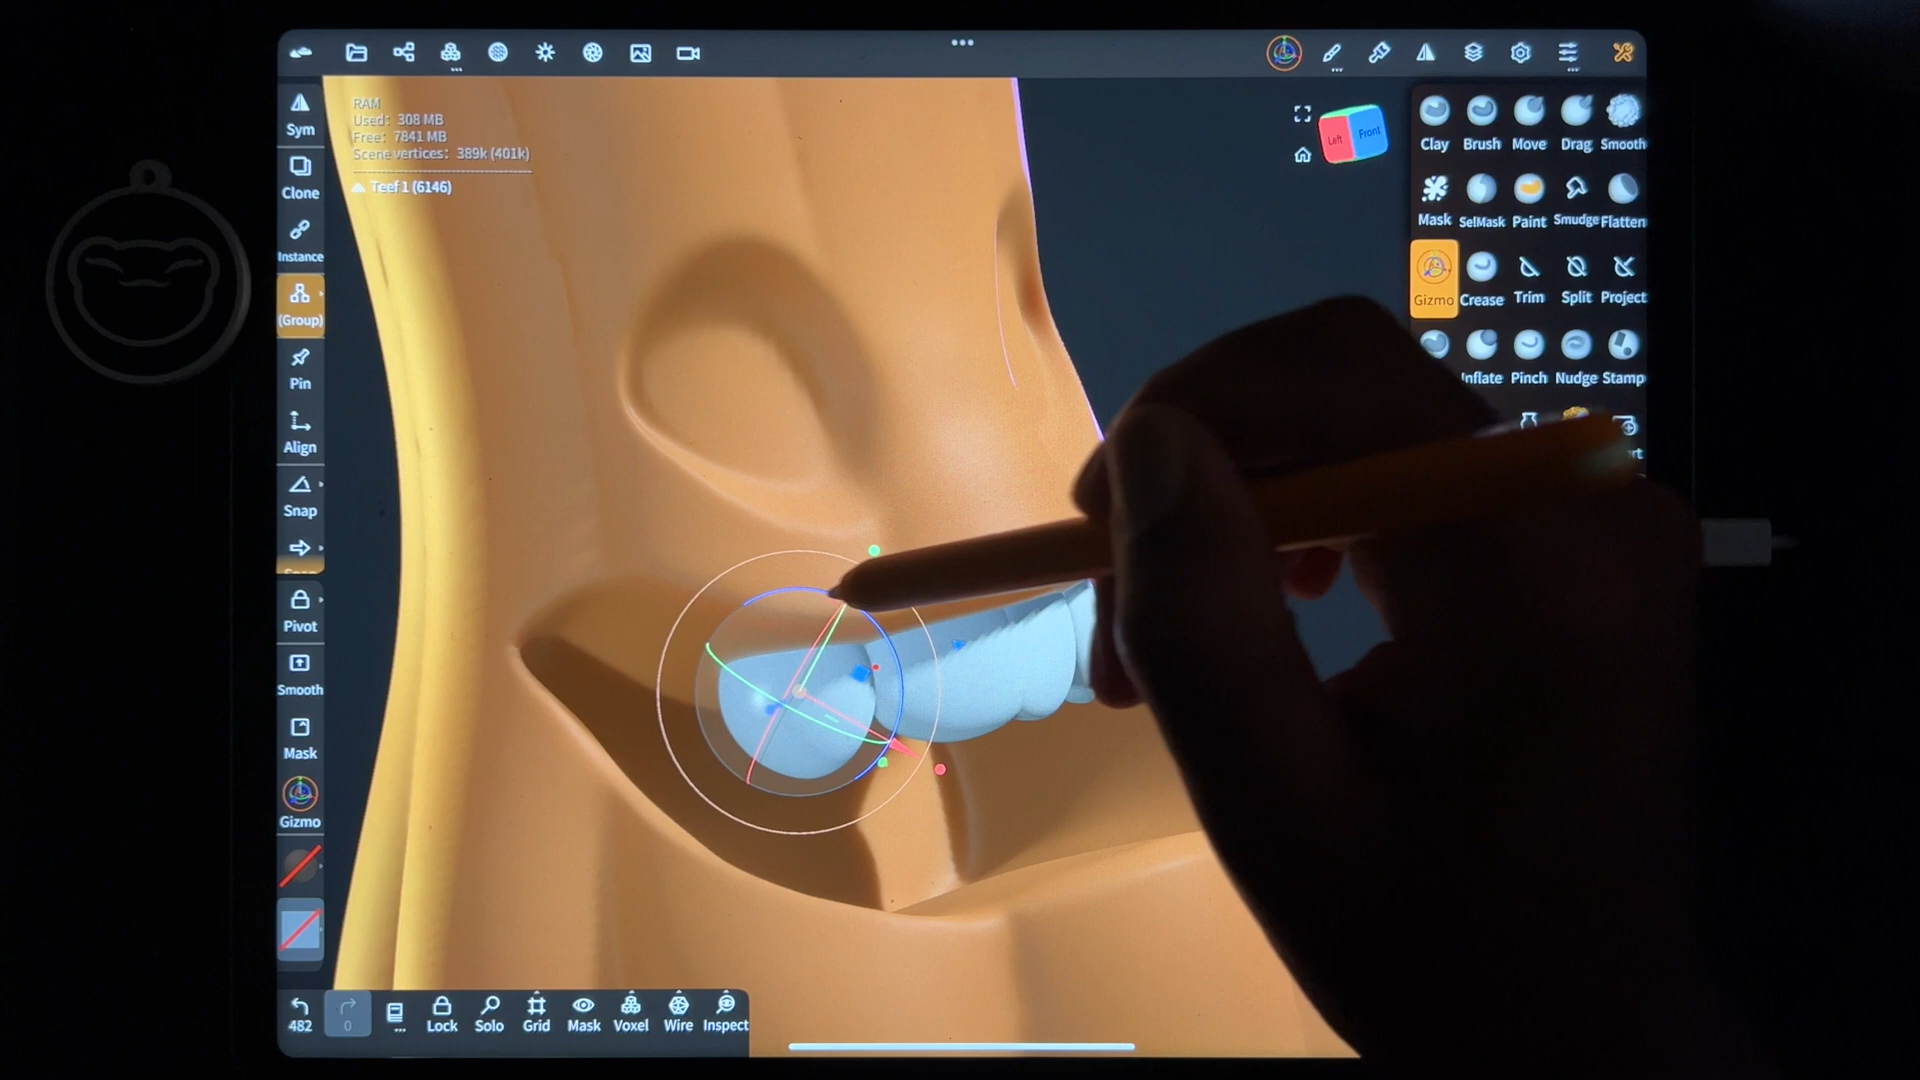 RAM
Used: 308 MB
Free: 7841 MB
Scene vertices: 389k (401k)
Teef 1 (6146)
Sym
Clone
Instance
(Group)
Pin
Align
Snap
Pivot
Smooth
Mask
Gizmo
Left
Front
Clay Brush Move Drag Smooth
Mask SelMask Paint Smudge Flatten
Gizmo Crease Trim Split Project
Inflate Pinch Nudge Stamp
482
0
Lock Solo Grid Mask Voxel Wire Inspect